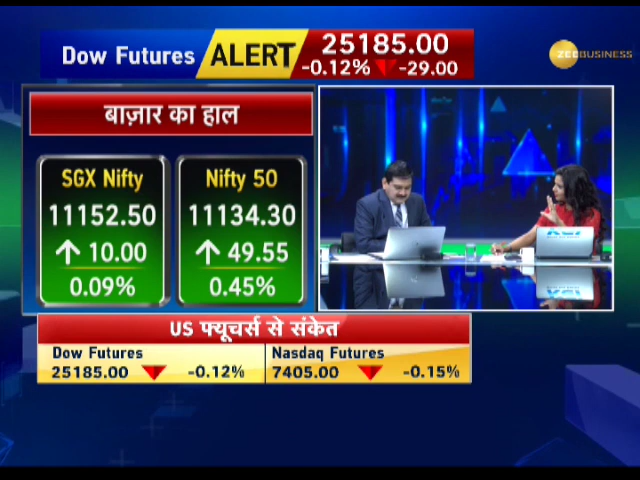 Dow Futures
ALERT
25185.00
-0.12% -29.00
ZEEBUSINESS
बाज़ार का हाल
SGX Nifty
11152.50
10.00
0.09%
Nifty 50
11134.30
49.55
0.45%
US फ्यूचर्स से संकेत
Dow Futures
25185.00 -0.12%
Nasdaq Futures
7405.00 -0.15%